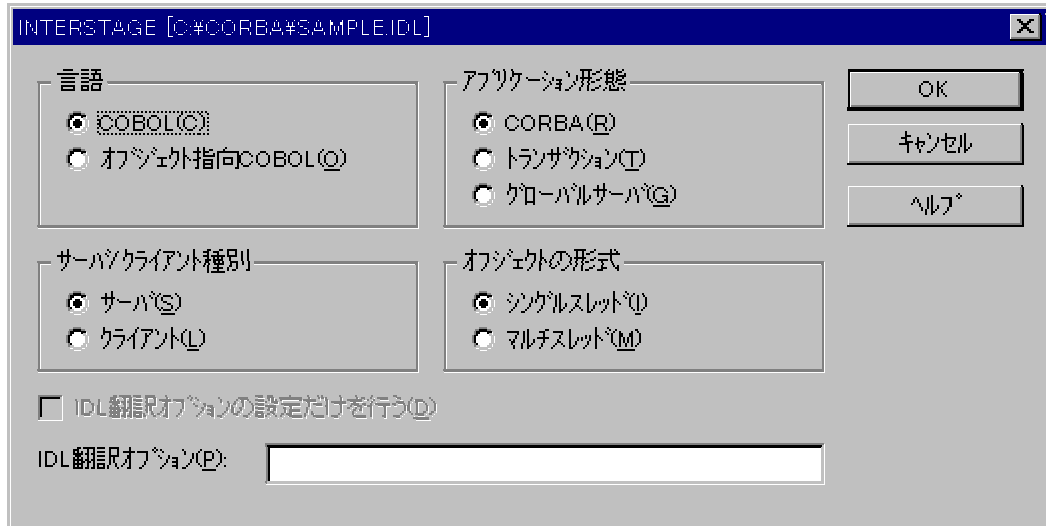 INTERSTAGE [C:¥CORBA¥SAMPLE.IDL]
言語
COBOL(C)
オブジェクト指向COBOL(O)
アプリケーション形態
CORBA(R)
トランザクション(T)
グローバルサーバ(G)
OK
キャンセル
ヘルプ
サーバ/クライアント種別
サーバ(S)
クライアント(L)
オブジェクトの形式
シングルスレッド(I)
マルチスレッド(M)
IDL翻訳オプションの設定だけを行う(D)
IDL翻訳オプション(P):